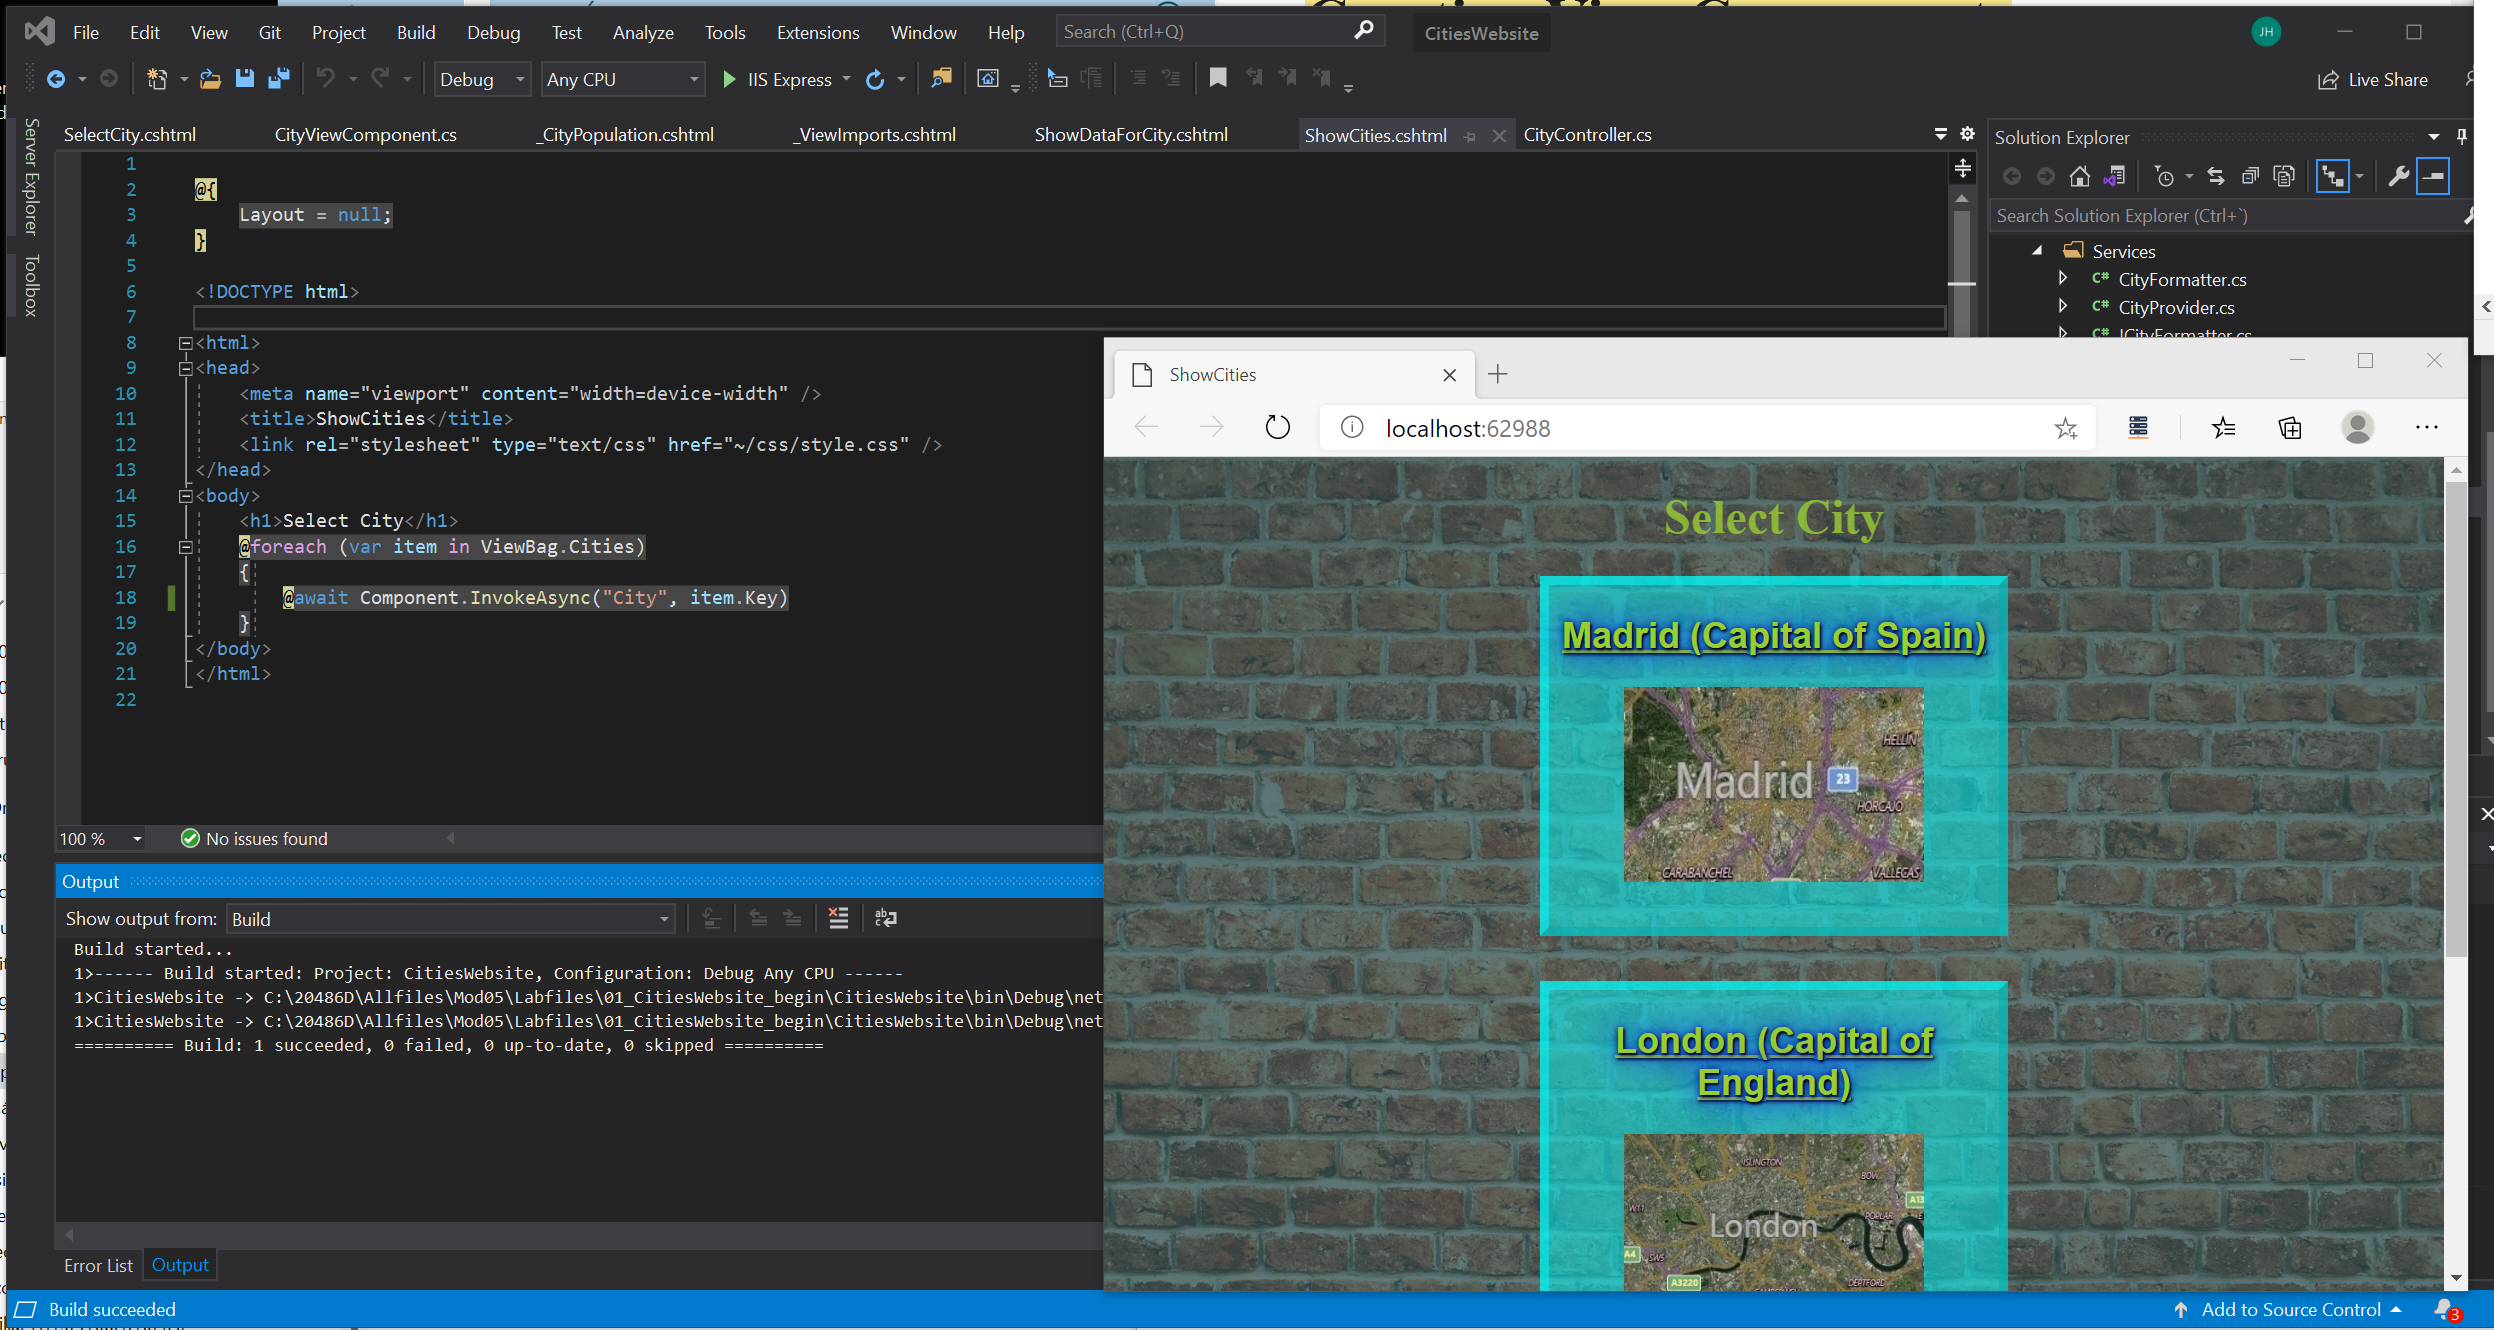 File Edit View Git Project Build Debug Test Analyze Tools Extensions Window Help Search (Ctrl+Q) CitiesWebsite JH
Debug Any CPU IIS Express Live Share
Server Explorer
Toolbox
SelectCity.cshtml CityViewComponent.cs _CityPopulation.cshtml _ViewImports.cshtml ShowDataForCity.cshtml ShowCities.cshtml CityController.cs
1
2 @{
3 Layout = null;
4 }
5
6 <!DOCTYPE html>
7
8 <html>
9 <head>
10 <meta name="viewport" content="width=device-width" />
11 <title>ShowCities</title>
12 <link rel="stylesheet" type="text/css" href="~/css/style.css" />
13 </head>
14 <body>
15 <h1>Select City</h1>
16 @foreach (var item in ViewBag.Cities)
17 {
18 @await Component.InvokeAsync("City", item.Key)
19 }
20 </body>
21 </html>
22
100 % No issues found
Output
Show output from: Build
Build started...
1>------ Build started: Project: CitiesWebsite, Configuration: Debug Any CPU ------
1>CitiesWebsite -> C:\20486D\Allfiles\Mod05\Labfiles\01_CitiesWebsite_begin\CitiesWebsite\bin\Debug\net
1>CitiesWebsite -> C:\20486D\Allfiles\Mod05\Labfiles\01_CitiesWebsite_begin\CitiesWebsite\bin\Debug\net
========== Build: 1 succeeded, 0 failed, 0 up-to-date, 0 skipped ==========
Error List Output
Build succeeded
Solution Explorer
Search Solution Explorer (Ctrl+`)
Services
C# CityFormatter.cs
C# CityProvider.cs
C# ICityFormatter.cs
ShowCities
localhost:62988
Select City
Madrid (Capital of Spain)
HELLÍN
Madrid 23
HORCAJO
CARABANCHEL VALLECAS
London (Capital of
England)
ISLINGTON
BOW
A13
W11
POPLAR
London
A4 SW5
A3220 DEPTFORD
Add to Source Control 3